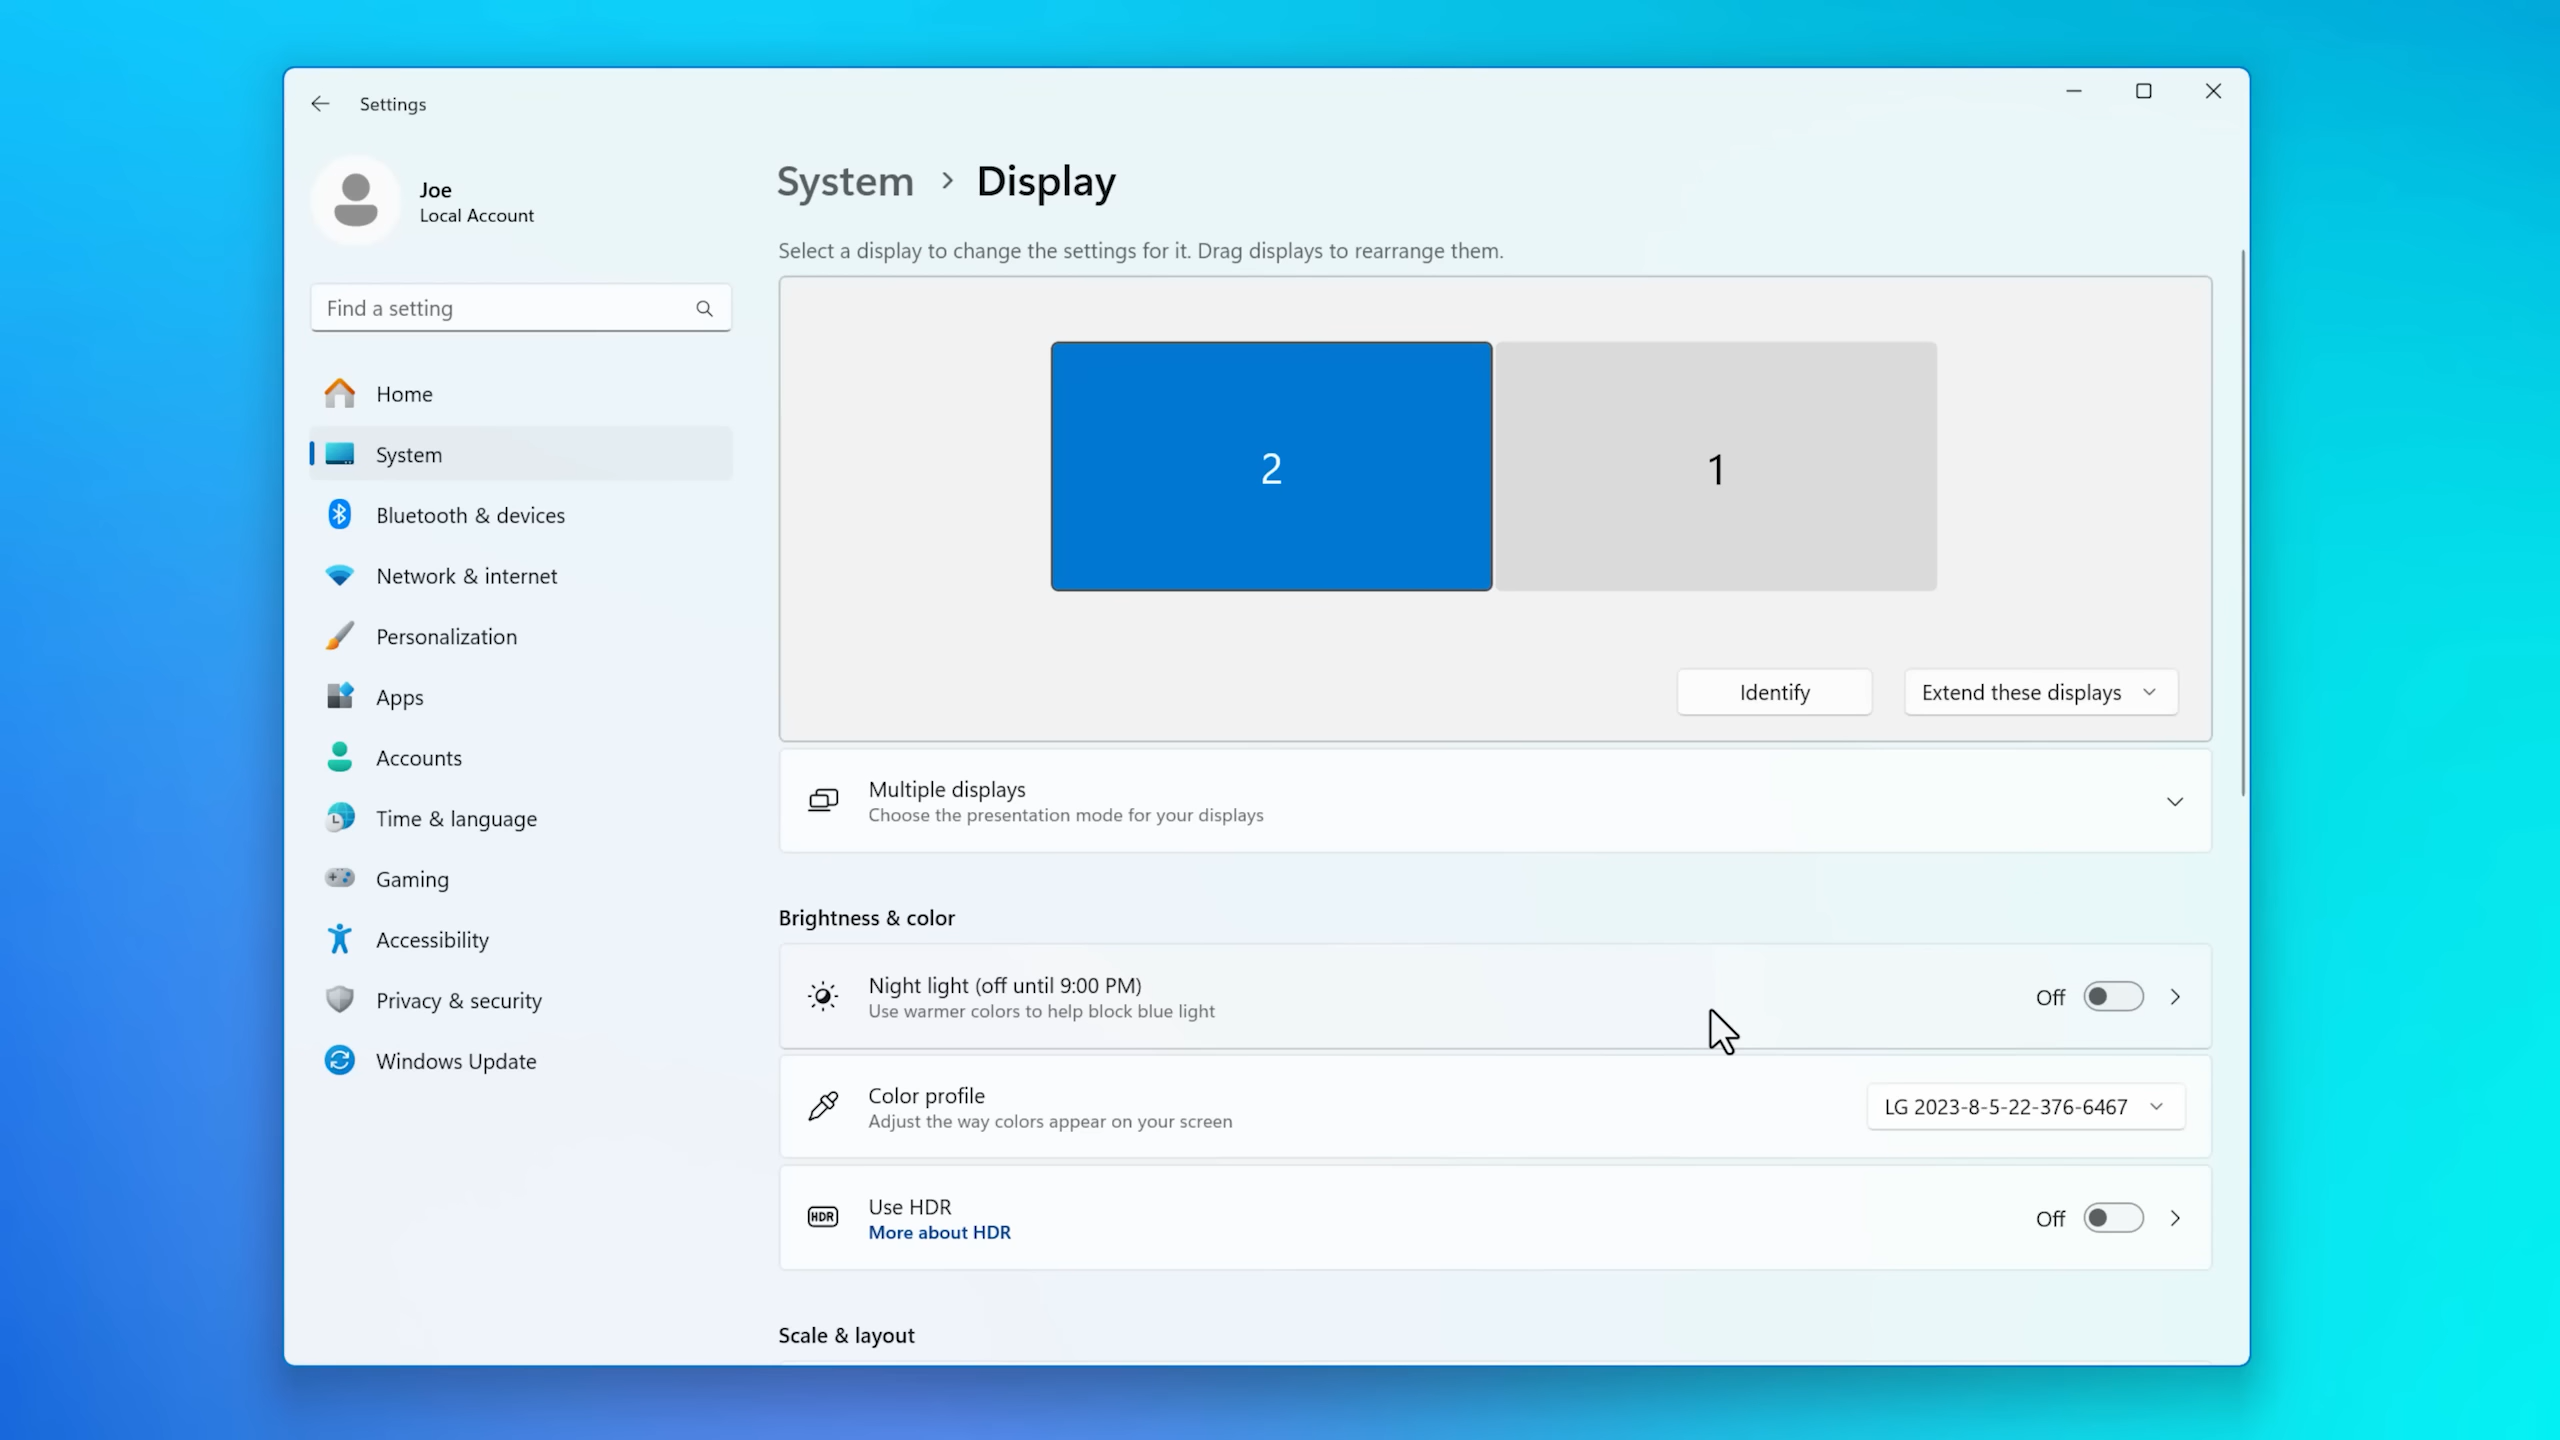 Settings
Joe
Local Account
Find a setting
Home
System
Bluetooth & devices
Network & internet
Personalization
Apps
Accounts
Time & language
Gaming
Accessibility
Privacy & security
Windows Update
System > Display
Select a display to change the settings for it. Drag displays to rearrange them.
2
1
Identify
Extend these displays
Multiple displays
Choose the presentation mode for your displays
Brightness & color
Night light (off until 9:00 PM)
Use warmer colors to help block blue light
Off
Color profile
Adjust the way colors appear on your screen
LG 2023-8-5-22-376-6467
HDR
Use HDR
More about HDR
Off
Scale & layout